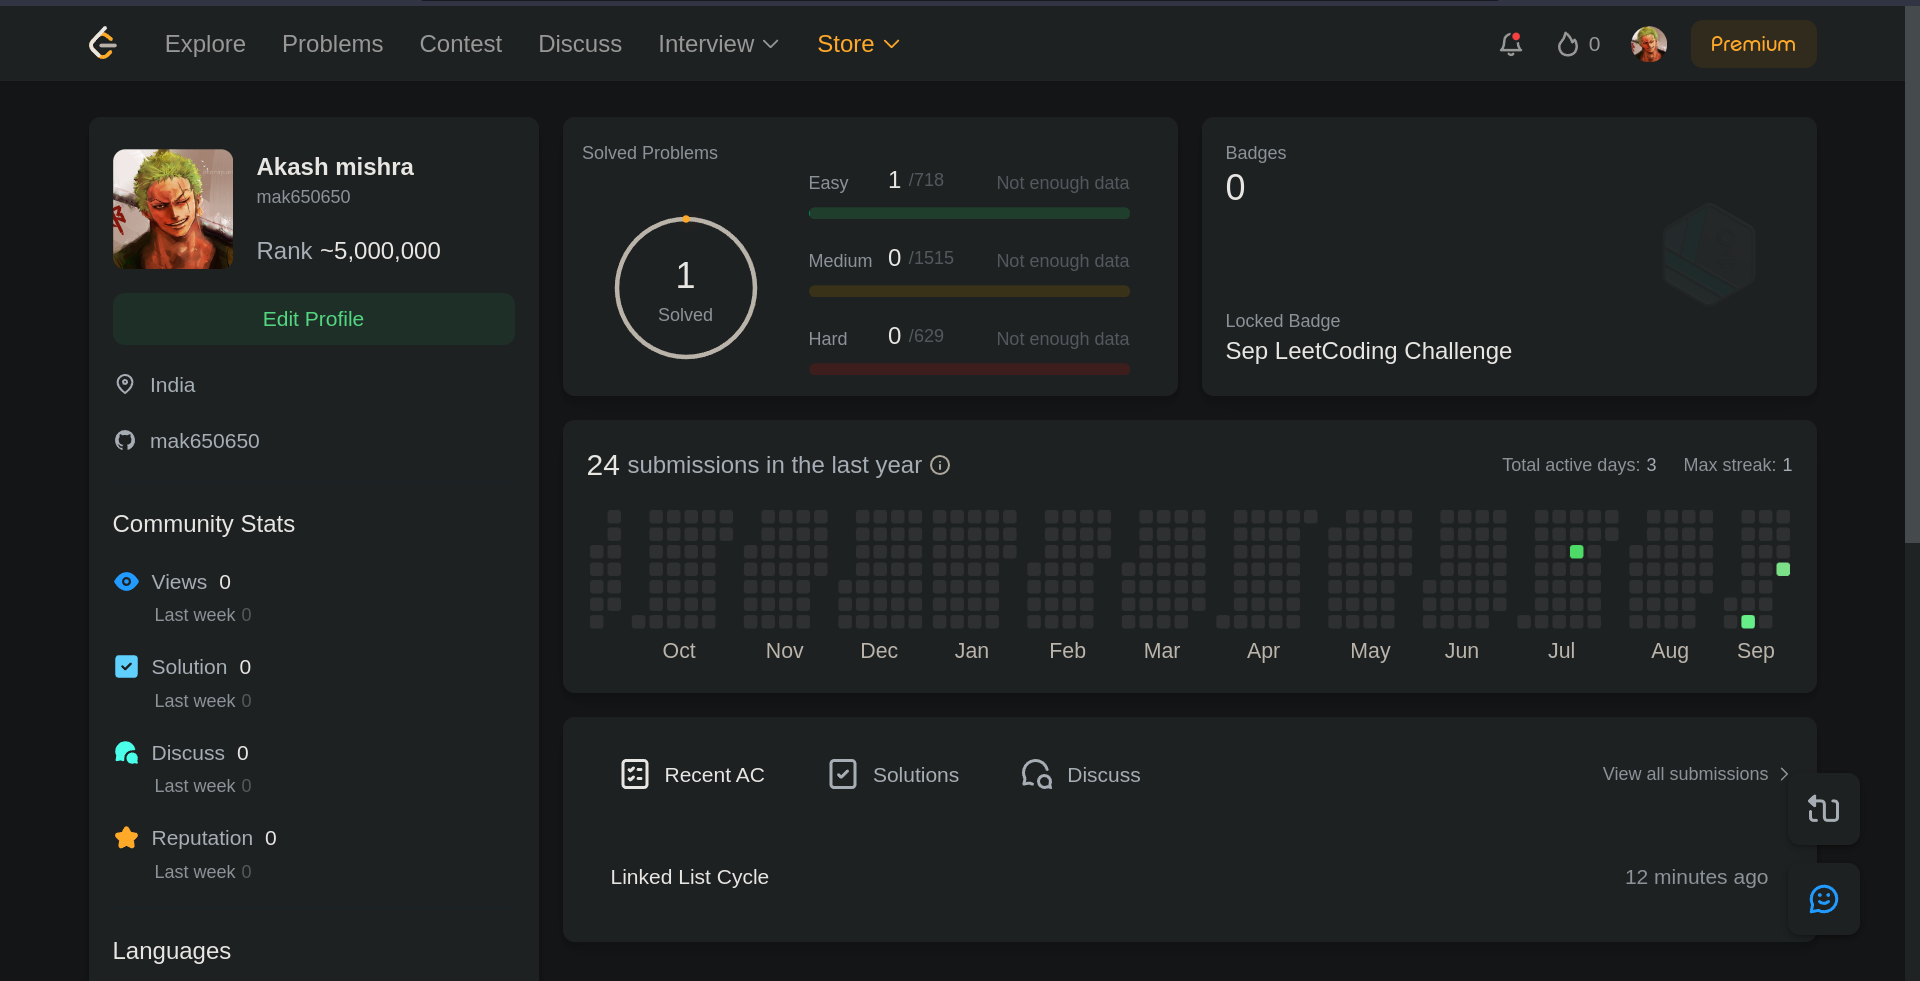 Explore Problems Contest Discuss Interview Store 0 Premium
Akash mishra
mak650650
Rank ~5,000,000
Edit Profile
India
mak650650
Community Stats
Views 0
Last week 0
Solution 0
Last week 0
Discuss 0
Last week 0
Reputation 0
Last week 0
Languages
Solved Problems
1
Solved
Easy 1 /718 Not enough data
Medium 0 /1515 Not enough data
Hard 0 /629 Not enough data
Badges
0
Locked Badge
Sep LeetCoding Challenge
24 submissions in the last year
Total active days: 3 Max streak: 1
Oct Nov Dec Jan Feb Mar Apr May Jun Jul Aug Sep
Recent AC Solutions Discuss View all submissions
Linked List Cycle 12 minutes ago